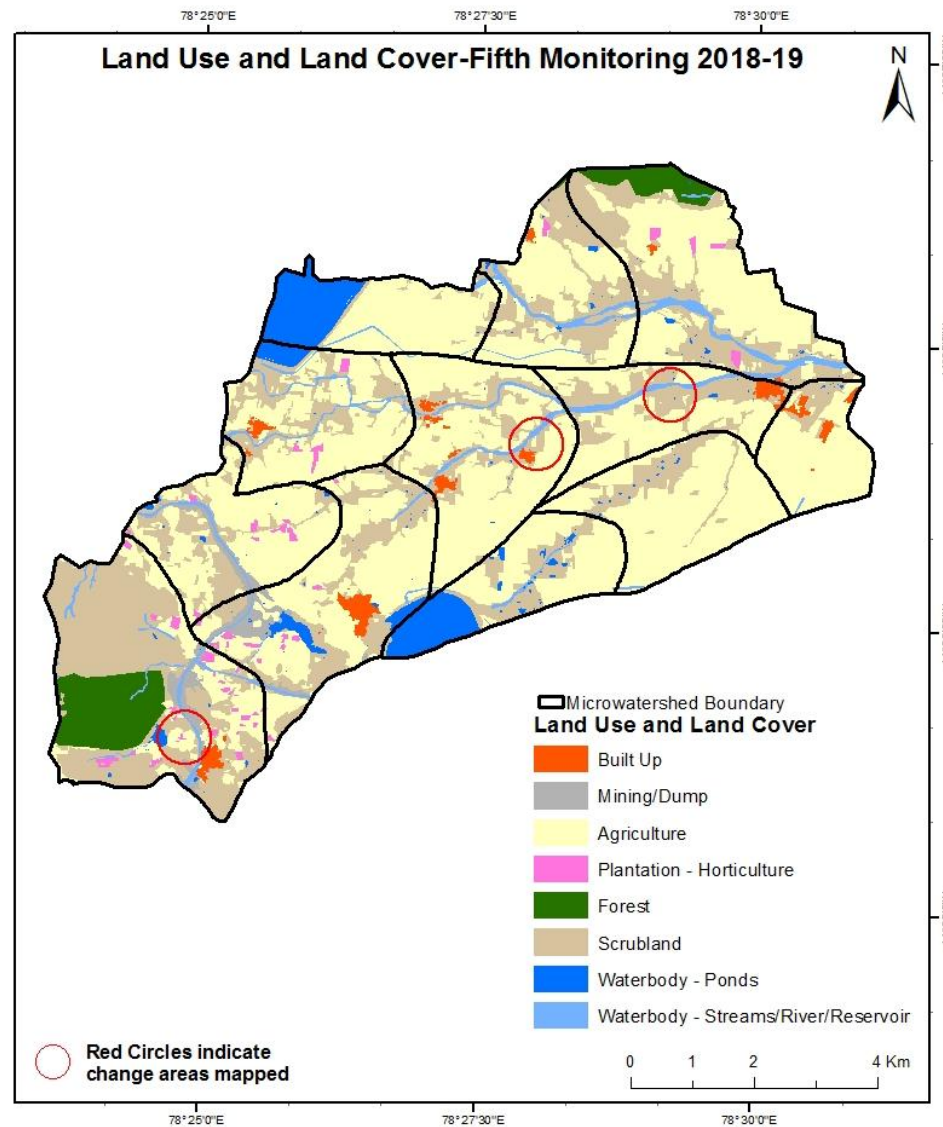 78°25'0"E 78°27'30"E 78°30'0"E
Land Use and Land Cover-Fifth Monitoring 2018-19
N
Microwatershed Boundary
Land Use and Land Cover
Built Up
Mining/Dump
Agriculture
Plantation - Horticulture
Forest
Scrubland
Waterbody - Ponds
Waterbody - Streams/River/Reservoir
Red Circles indicate
change areas mapped
0 1 2 4 Km
78°25'0"E 78°27'30"E 78°30'0"E